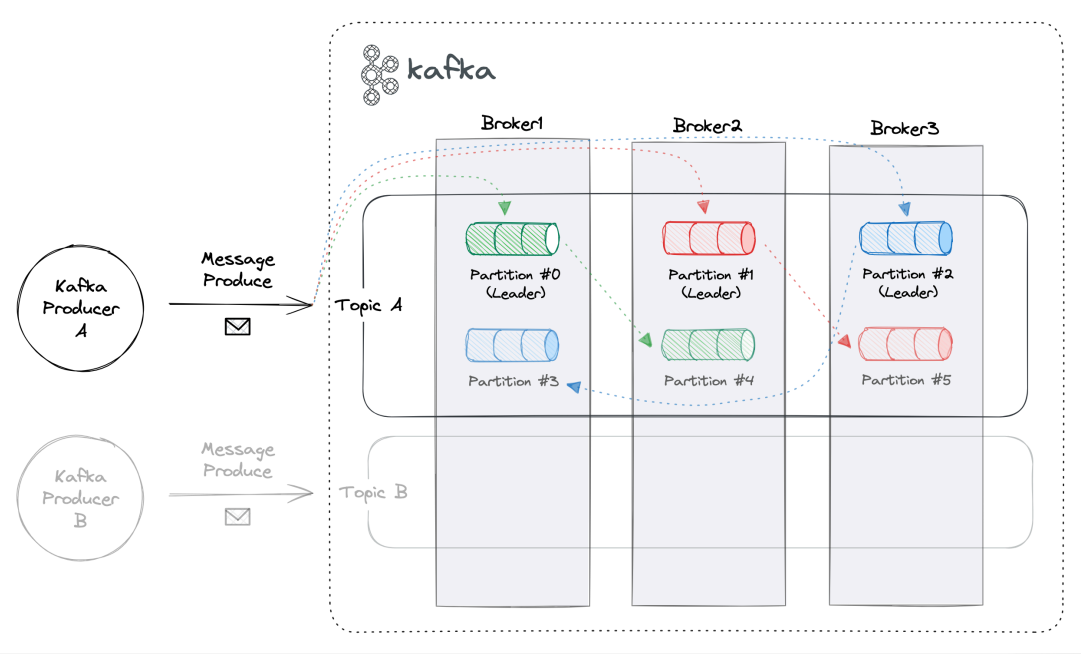 kafka
Broker1
Broker2
Broker3
Kafka
Producer
A
Message
Produce
Topic A
Partition #0
(Leader)
Partition #1
(Leader)
Partition #2
(Leader)
Partition #3
Partition #4
Partition #5
Kafka
Producer
B
Message
Produce
Topic B